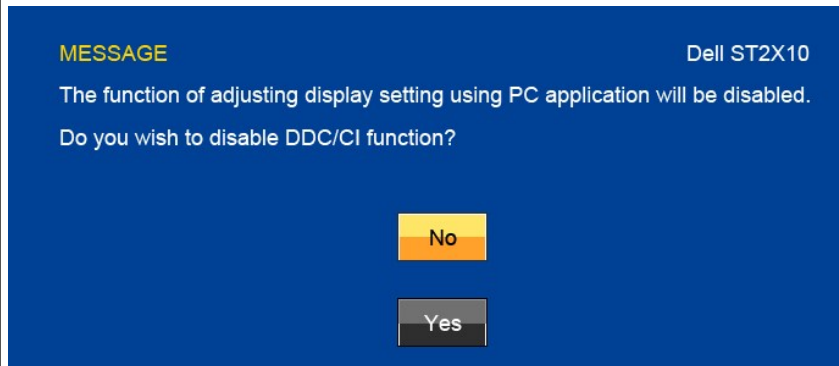 MESSAGE Dell ST2X10
The function of adjusting display setting using PC application will be disabled.
Do you wish to disable DDC/CI function?
No
Yes